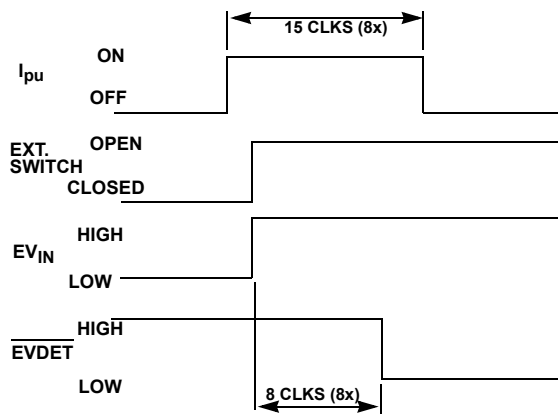 15 CLKS (8x)
Ipu
ON
OFF
EXT.
SWITCH
OPEN
CLOSED
EVIN
HIGH
LOW
EVDET
HIGH
LOW
8 CLKS (8x)